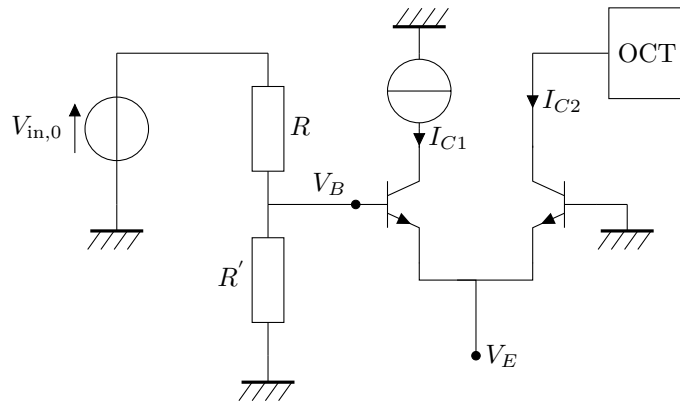 OCT
V_in,0
R
I_C1
I_C2
V_B
R′
V_E